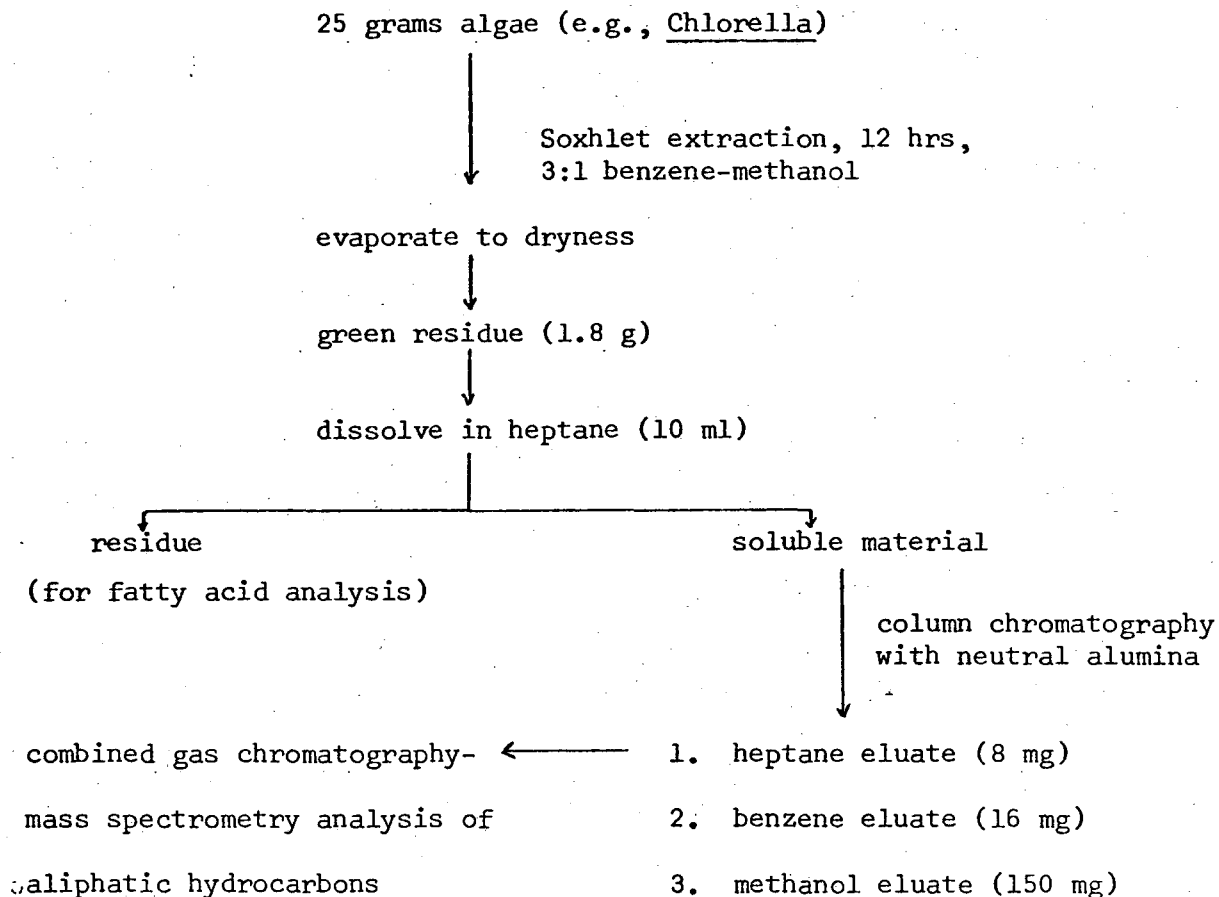 25 grams algae (e.g., Chlorella)
Soxhlet extraction, 12 hrs,
3:1 benzene-methanol
evaporate to dryness
green residue (1.8 g)
dissolve in heptane (10 ml)
residue
(for fatty acid analysis)
soluble material
column chromatography
with neutral alumina
combined gas chromatography-
mass spectrometry analysis of
aliphatic hydrocarbons
1. heptane eluate (8 mg)
2. benzene eluate (16 mg)
3. methanol eluate (150 mg)